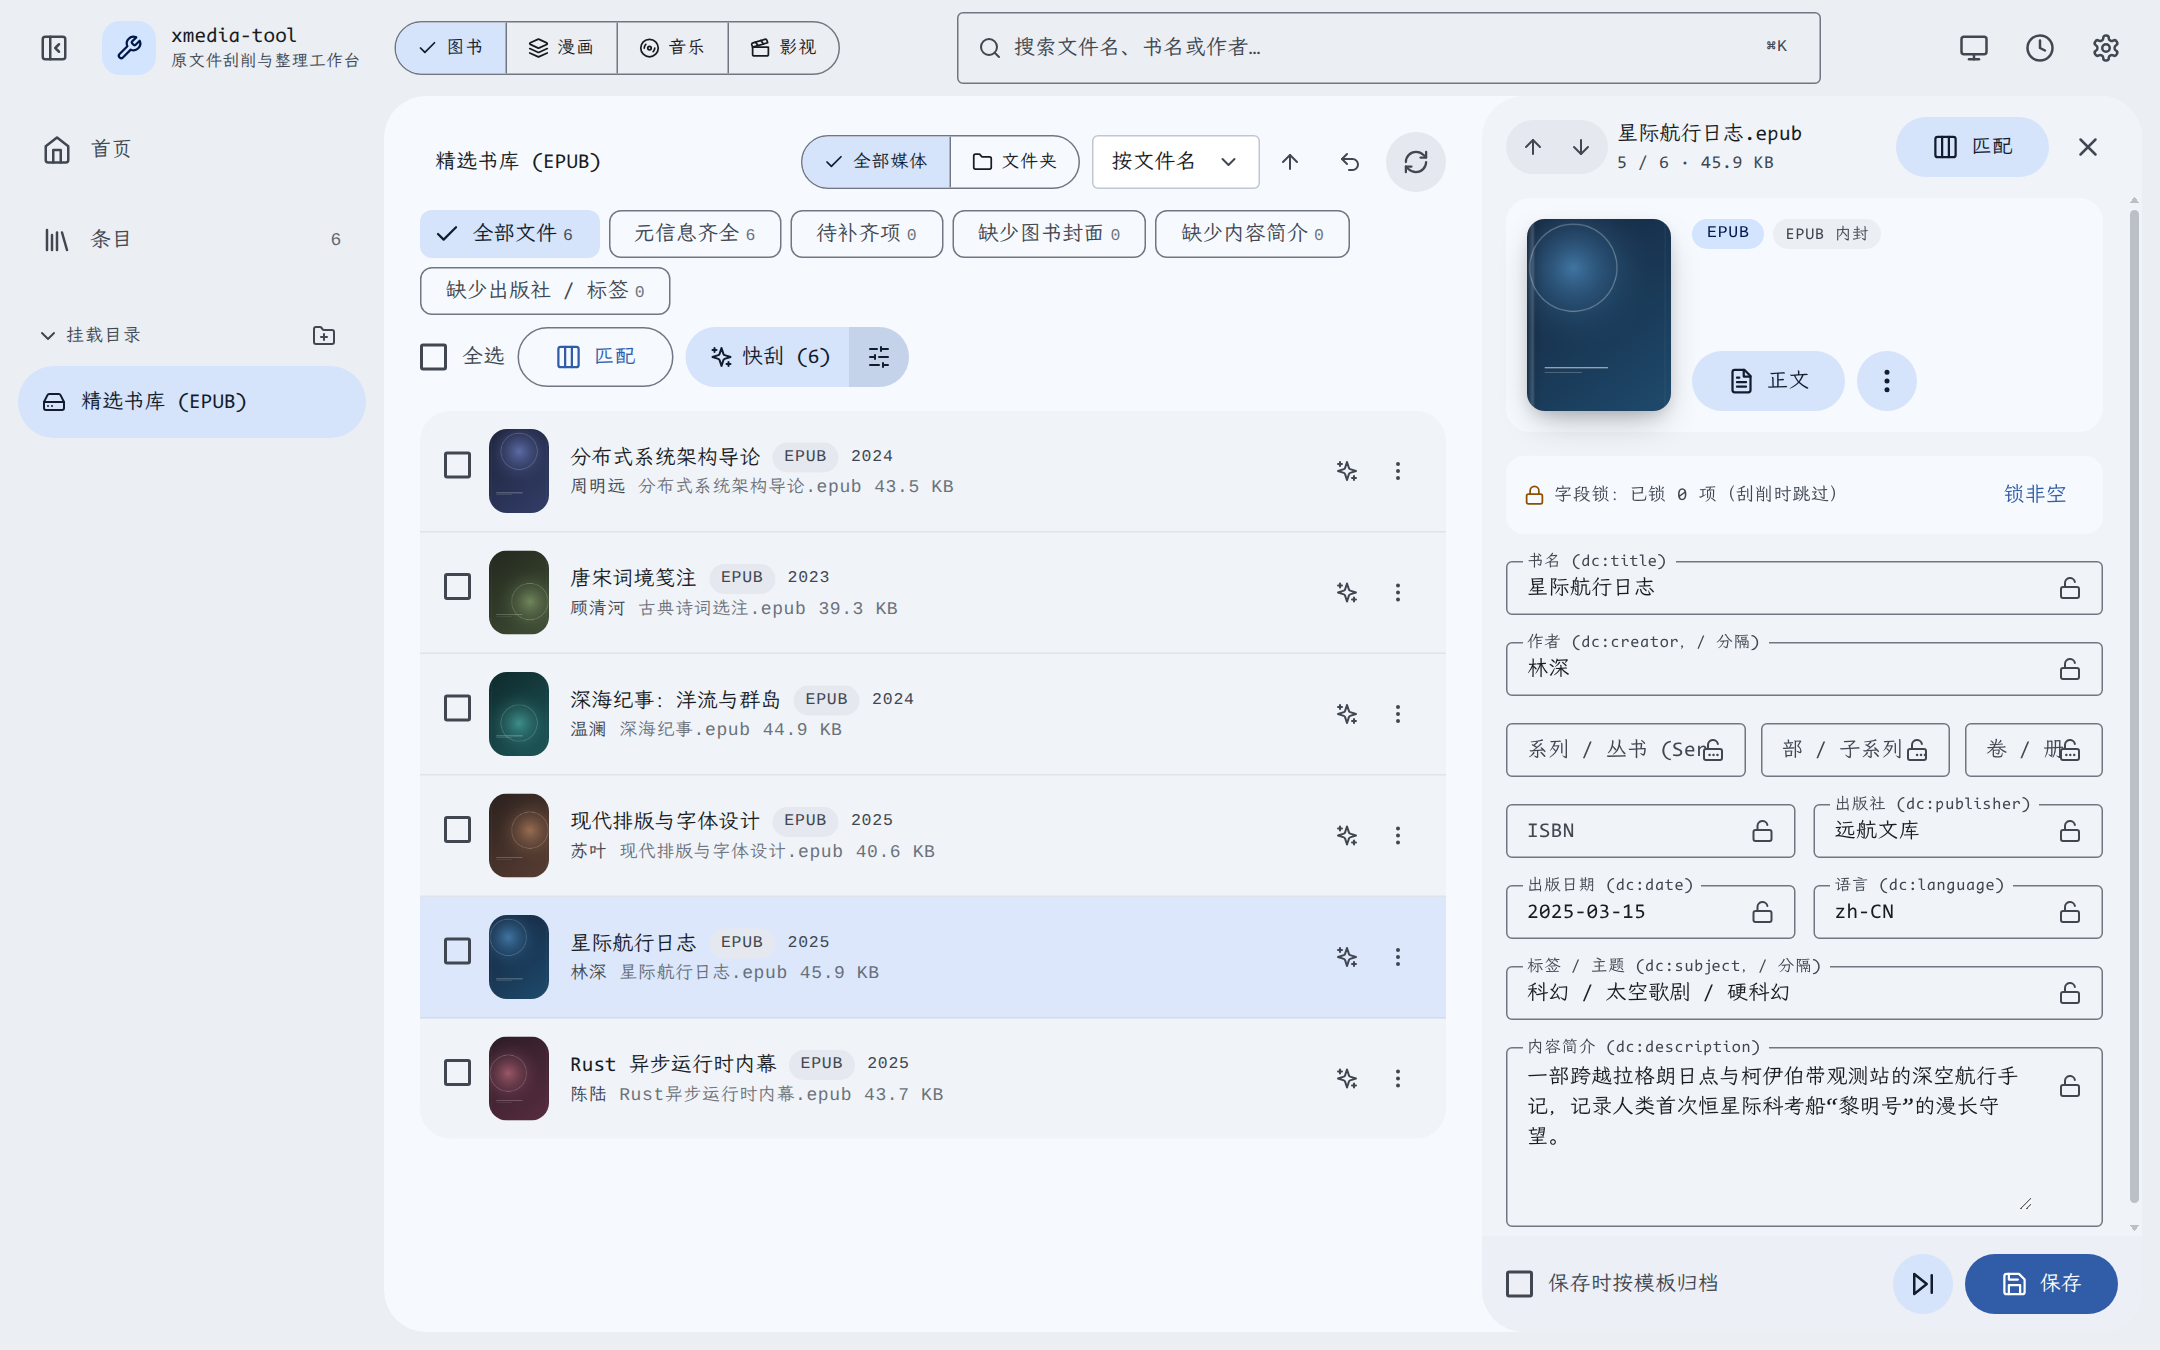 xmedia-tool
原文件刮削与整理工作台
图书
漫画
音乐
影视
搜索文件名、书名或作者…
⌘K
首页
条目
6
挂载目录
精选书库 (EPUB)
精选书库 (EPUB)
全部媒体
文件夹
按文件名
全部文件 6
元信息齐全 6
待补齐项 0
缺少图书封面 0
缺少内容简介 0
缺少出版社 / 标签 0
全选
匹配
快刮 (6)
分布式系统架构导论 EPUB 2024
周明远 分布式系统架构导论.epub 43.5 KB
唐宋词境笺注 EPUB 2023
顾清河 古典诗词选注.epub 39.3 KB
深海纪事：洋流与群岛 EPUB 2024
温澜 深海纪事.epub 44.9 KB
现代排版与字体设计 EPUB 2025
苏叶 现代排版与字体设计.epub 40.6 KB
星际航行日志 EPUB 2025
林深 星际航行日志.epub 45.9 KB
Rust 异步运行时内幕 EPUB 2025
陈陆 Rust异步运行时内幕.epub 43.7 KB
星际航行日志.epub
5 / 6 · 45.9 KB
匹配
EPUB
EPUB 内封
正文
字段锁：已锁 0 项（刮削时跳过）
锁非空
书名 (dc:title)
星际航行日志
作者 (dc:creator, / 分隔)
林深
系列 / 丛书 (Ser
部 / 子系列
卷 / 册
ISBN
出版社 (dc:publisher)
远航文库
出版日期 (dc:date)
2025-03-15
语言 (dc:language)
zh-CN
标签 / 主题 (dc:subject, / 分隔)
科幻 / 太空歌剧 / 硬科幻
内容简介 (dc:description)
一部跨越拉格朗日点与柯伊伯带观测站的深空航行手
记，记录人类首次恒星际科考船“黎明号”的漫长守
望。
保存时按模板归档
保存